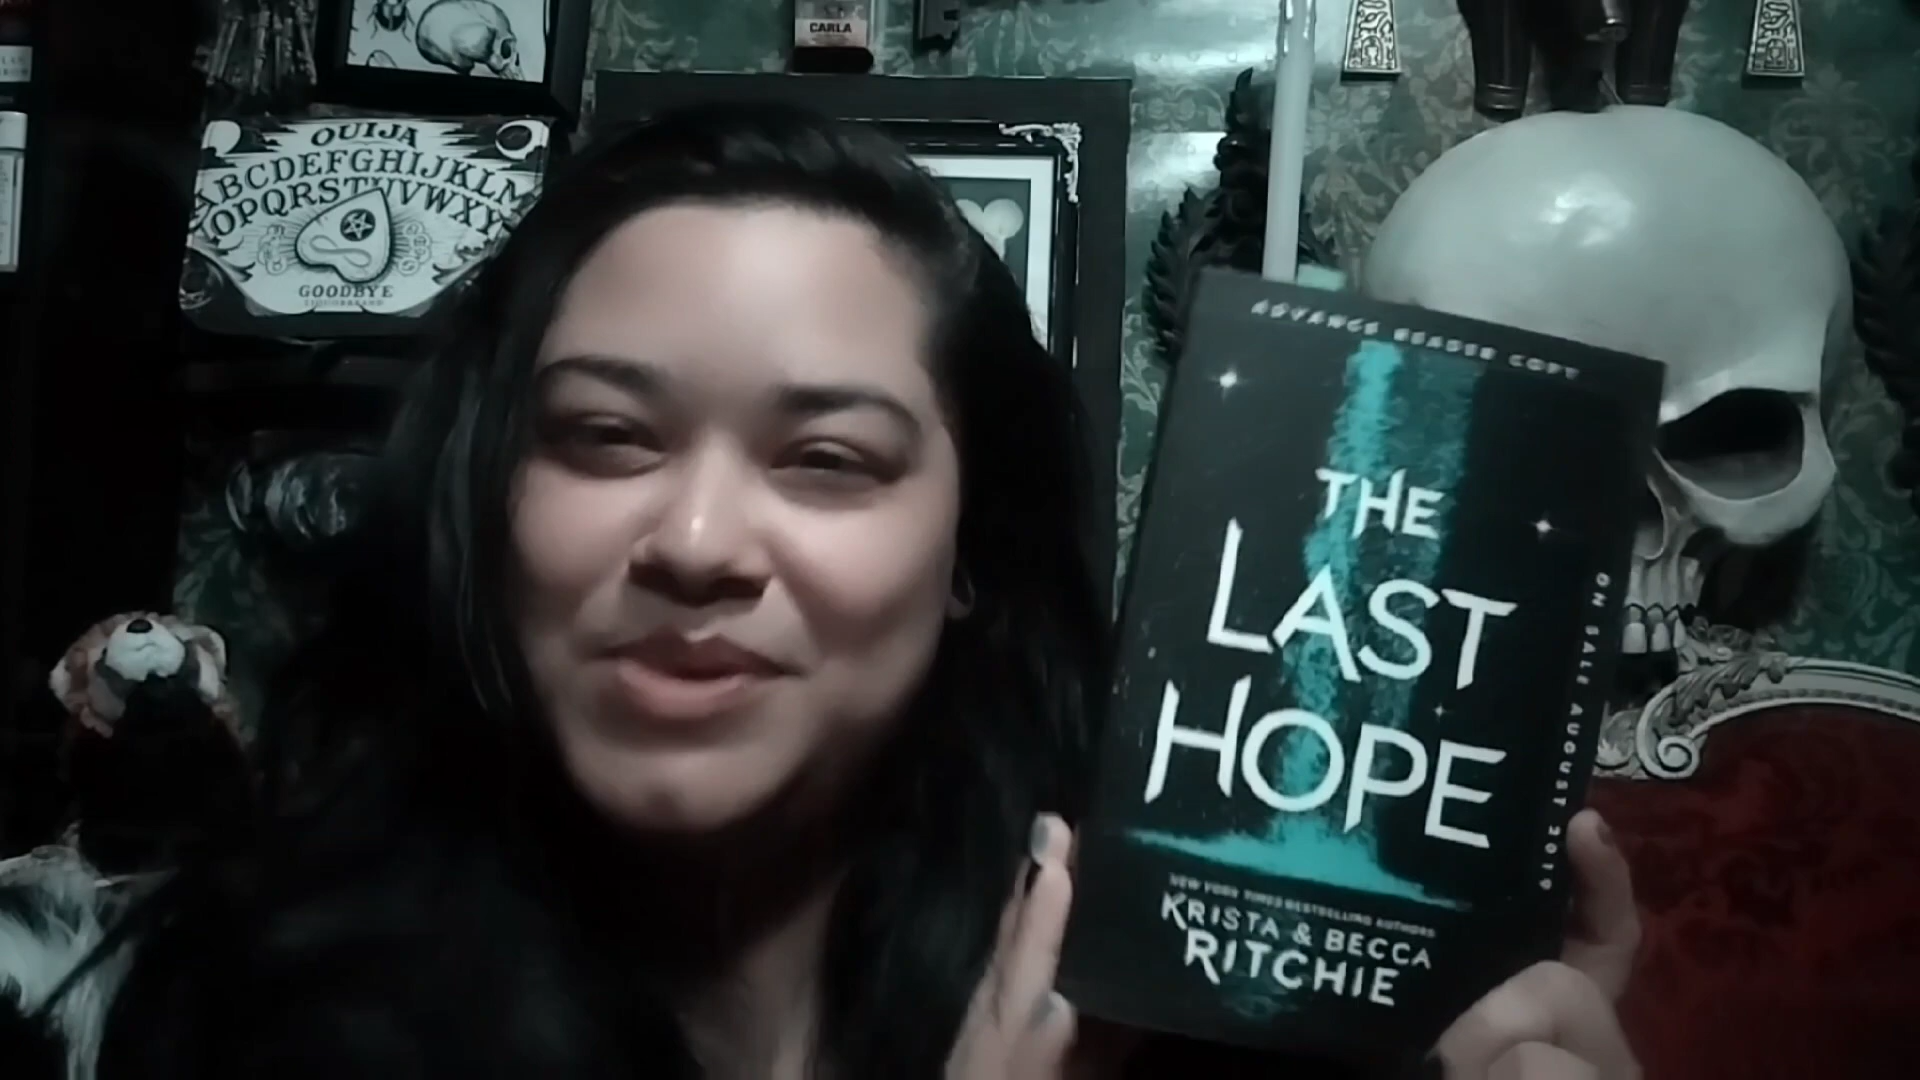 CARLA
OUIJA
ABCDEFGHIJKLM
OPQRSTUVWXY
GOODBYE
ADVANCE READER COPY
THE
LAST
HOPE
ON SALE AUGUST 2019
NEW YORK TIMES BESTSELLING AUTHORS
KRISTA & BECCA
RITCHIE